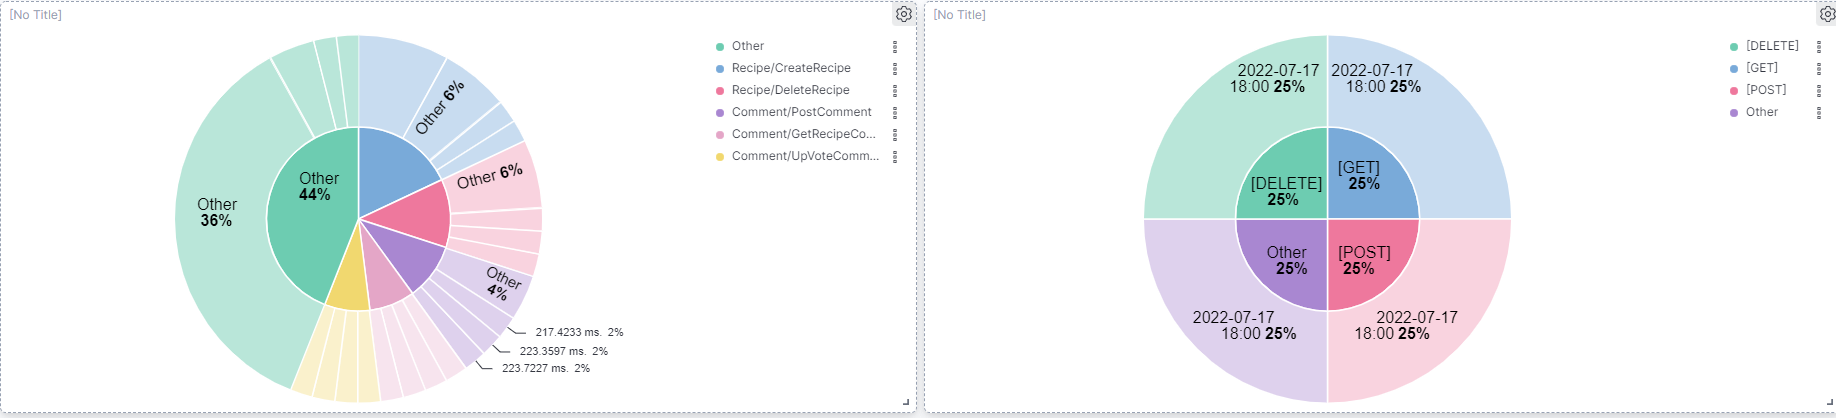 [No Title]
Other
Recipe/CreateRecipe
Recipe/DeleteRecipe
Comment/PostComment
Comment/GetRecipeCo...
Comment/UpVoteComm...
Other 6%
Other 6%
Other
44%
Other
36%
Other
4%
217.4233 ms. 2%
223.3597 ms. 2%
223.7227 ms. 2%
[No Title]
[DELETE]
[GET]
[POST]
Other
2022-07-17
18:00 25%
2022-07-17
18:00 25%
[DELETE]
25%
[GET]
25%
Other
25%
[POST]
25%
2022-07-17
18:00 25%
2022-07-17
18:00 25%